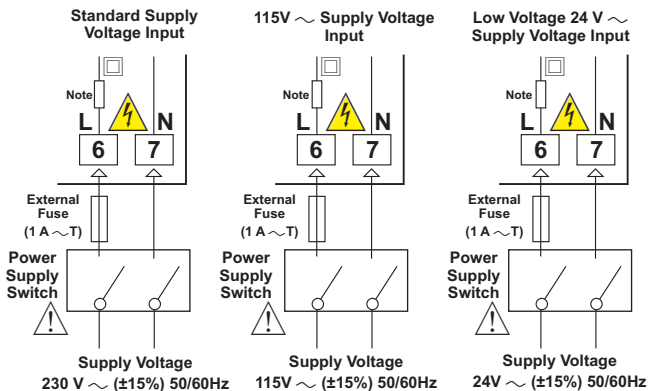 Standard Supply
Voltage Input
Note
L
N
6
7
External
Fuse
(1 A ~T)
Power
Supply
Switch
Supply Voltage
230 V ~ (±15%) 50/60Hz
115V ~ Supply Voltage
Input
Note
L
N
6
7
External
Fuse
(1 A ~T)
Power
Supply
Switch
Supply Voltage
115V ~ (±15%) 50/60Hz
Low Voltage 24 V ~
Supply Voltage Input
Note
L
N
6
7
External
Fuse
(1 A ~T)
Power
Supply
Switch
Supply Voltage
24V ~ (±15%) 50/60Hz